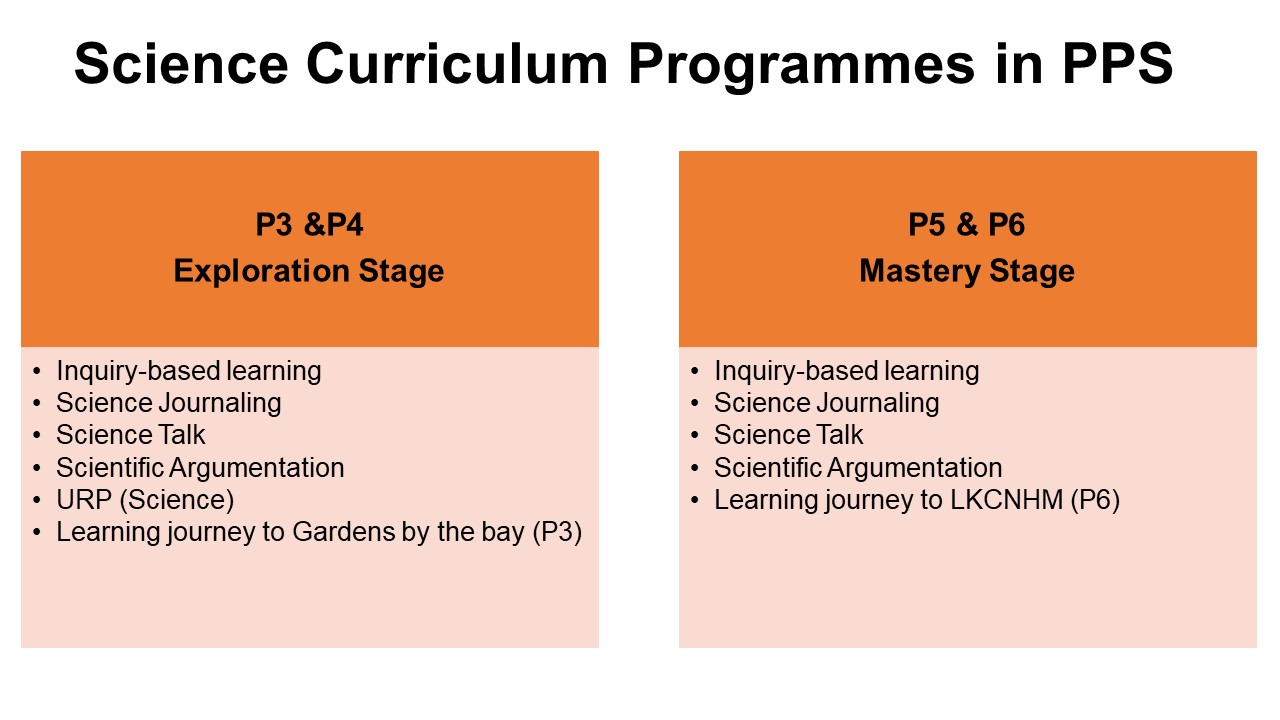 Science Curriculum Programmes in PPS
P3 &P4
Exploration Stage
• Inquiry-based learning
• Science Journaling
• Science Talk
• Scientific Argumentation
• URP (Science)
• Learning journey to Gardens by the bay (P3)
P5 & P6
Mastery Stage
• Inquiry-based learning
• Science Journaling
• Science Talk
• Scientific Argumentation
• Learning journey to LKCNHM (P6)